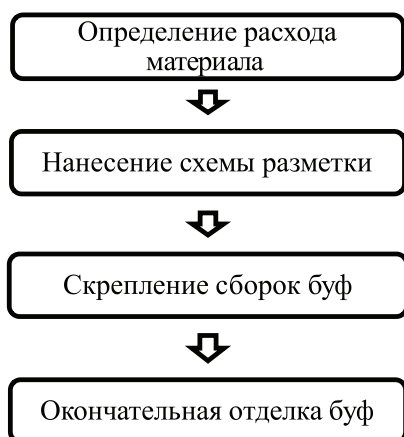 Определение расхода
материала
Нанесение схемы разметки
Скрепление сборок буф
Окончательная отделка буф